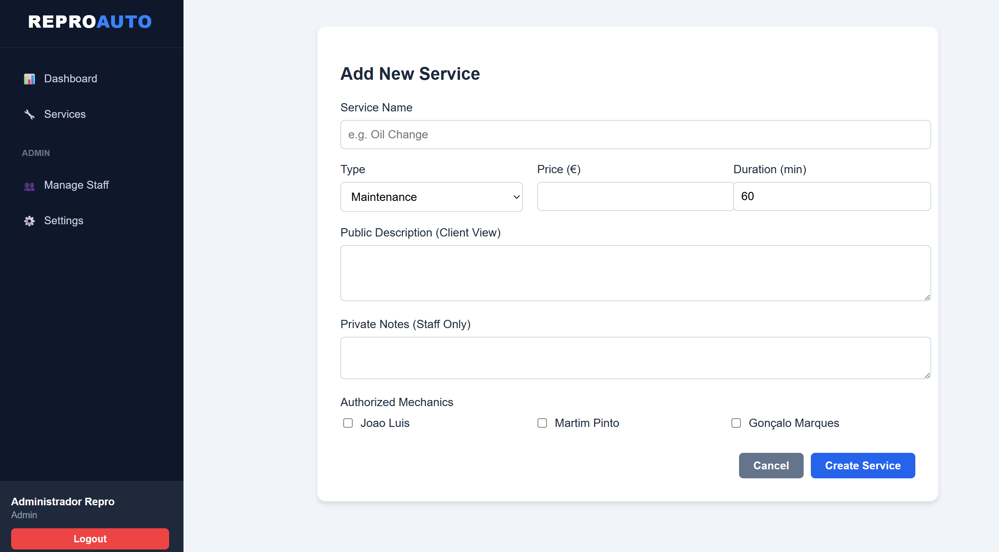 REPROAUTO
Dashboard
Services
ADMIN
Manage Staff
Settings
Administrador Repro
Admin
Logout
Add New Service
Service Name
e.g. Oil Change
Type Price (€) Duration (min)
Maintenance 60
Public Description (Client View)
Private Notes (Staff Only)
Authorized Mechanics
Joao Luis Martim Pinto Gonçalo Marques
Cancel Create Service